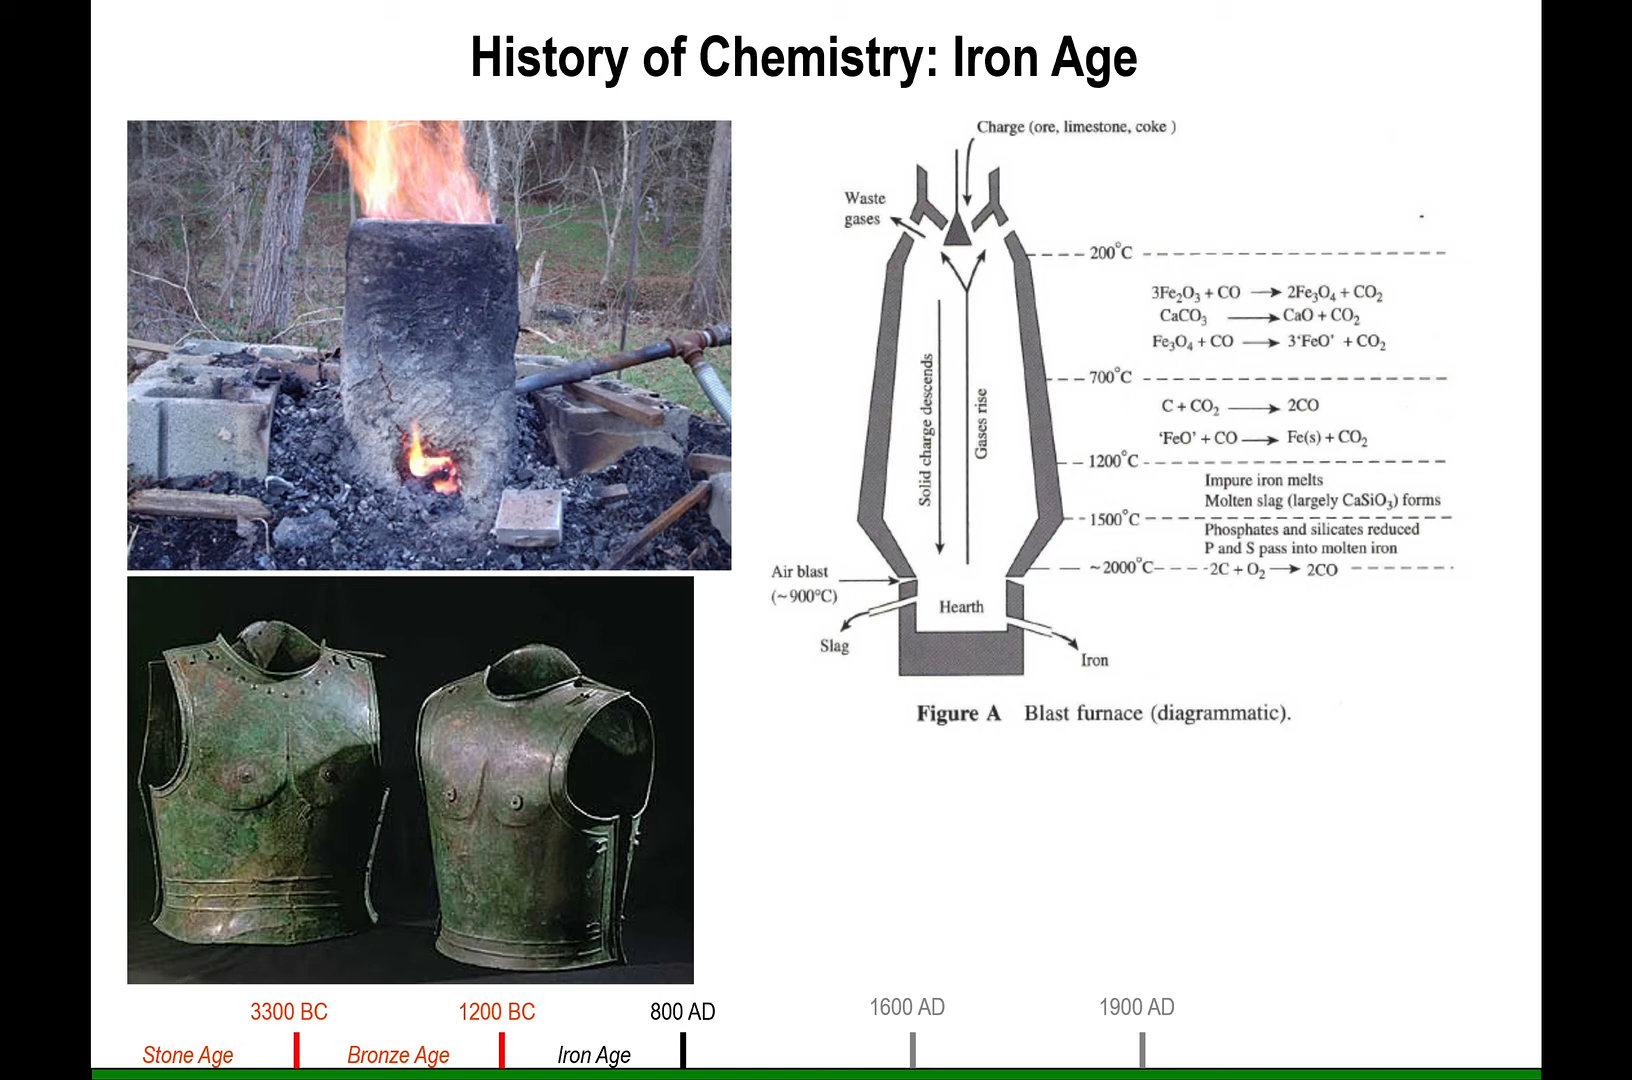 History of Chemistry: Iron Age
Charge (ore, limestone, coke )
Waste
gases
200°C
3Fe₂O₃ + CO → 2Fe₃O₄ + CO₂
CaCO₃ → CaO + CO₂
Fe₃O₄ + CO → 3‘FeO’ + CO₂
700°C
C + CO₂ → 2CO
‘FeO’ + CO → Fe(s) + CO₂
1200°C
Solid charge descends
Gases rise
Impure iron melts
Molten slag (largely CaSiO₃) forms
1500°C
Phosphates and silicates reduced
P and S pass into molten iron
~2000°C
2C + O₂ → 2CO
Air blast
(~900°C)
Hearth
Slag
Iron
Figure A Blast furnace (diagrammatic).
3300 BC 1200 BC 800 AD 1600 AD 1900 AD
Stone Age Bronze Age Iron Age